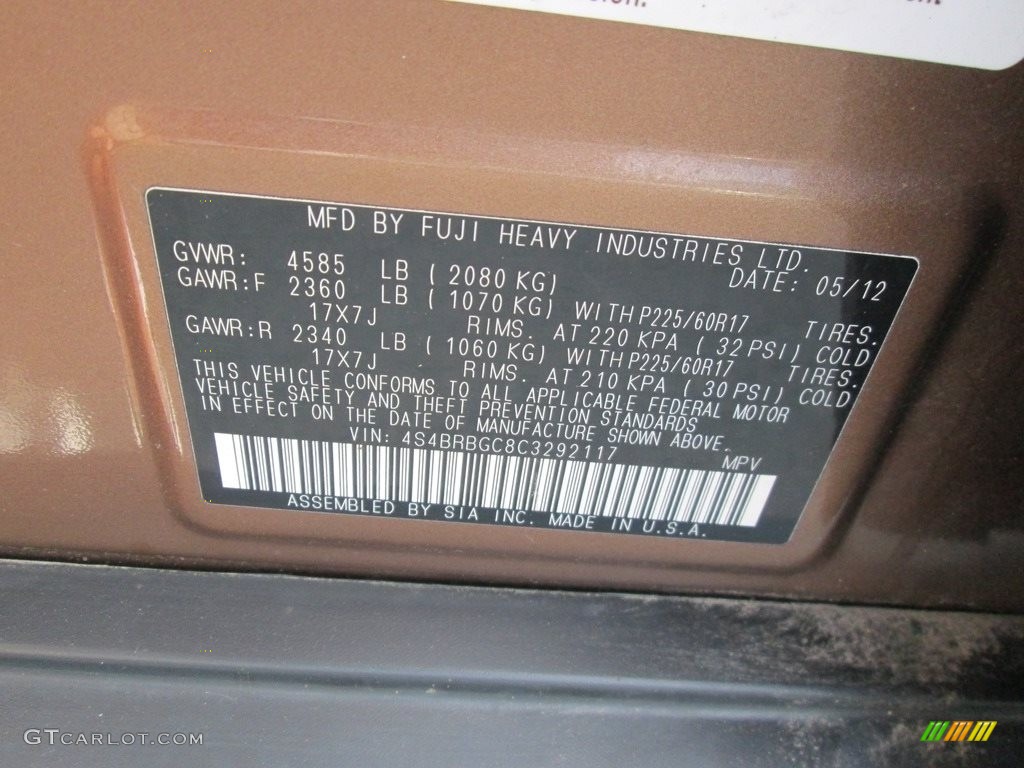 MFD BY FUJI HEAVY INDUSTRIES LTD.
GVWR: 4585 LB ( 2080 KG) DATE: 05/12
GAWR:F 2360 LB ( 1070 KG) WITH P225/60R17 TIRES.
17X7J RIMS. AT 220 KPA ( 32 PSI) COLD
GAWR:R 2340 LB ( 1060 KG) WITH P225/60R17 TIRES.
17X7J RIMS. AT 210 KPA ( 30 PSI) COLD
THIS VEHICLE CONFORMS TO ALL APPLICABLE FEDERAL MOTOR
VEHICLE SAFETY AND THEFT PREVENTION STANDARDS
IN EFFECT ON THE DATE OF MANUFACTURE SHOWN ABOVE.
VIN: 4S4BRBGC8C3292117 MPV
ASSEMBLED BY SIA INC. MADE IN U.S.A.
GTCARLOT.COM